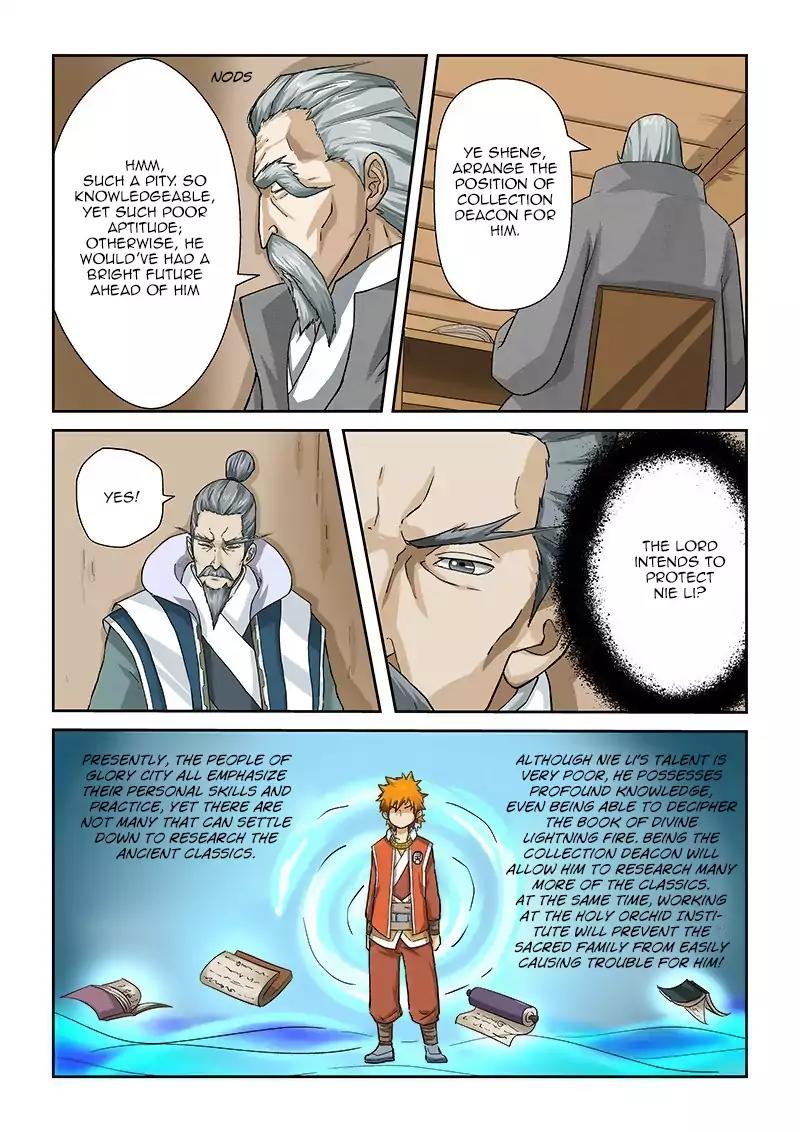 NODS
HMM,
SUCH A PITY. SO
KNOWLEDGEABLE,
YET SUCH POOR
APTITUDE;
OTHERWISE, HE
WOULD'VE HAD A
BRIGHT FUTURE
AHEAD OF HIM
YE SHENG,
ARRANGE THE
POSITION OF
COLLECTION
DEACON FOR
HIM.
YES!
THE LORD
INTENDS TO
PROTECT
NIE LI?
PRESENTLY, THE PEOPLE OF
GLORY CITY ALL EMPHASIZE
THEIR PERSONAL SKILLS AND
PRACTICE, YET THERE ARE
NOT MANY THAT CAN SETTLE
DOWN TO RESEARCH THE
ANCIENT CLASSICS.
ALTHOUGH NIE LI'S TALENT IS
VERY POOR, HE POSSESSES
PROFOUND KNOWLEDGE,
EVEN BEING ABLE TO DECIPHER
THE BOOK OF DIVINE
LIGHTNING FIRE. BEING THE
COLLECTION DEACON WILL
ALLOW HIM TO RESEARCH MANY
MORE OF THE CLASSICS.
AT THE SAME TIME, WORKING
AT THE HOLY ORCHID INSTI-
TUTE WILL PREVENT THE
SACRED FAMILY FROM EASILY
CAUSING TROUBLE FOR HIM!